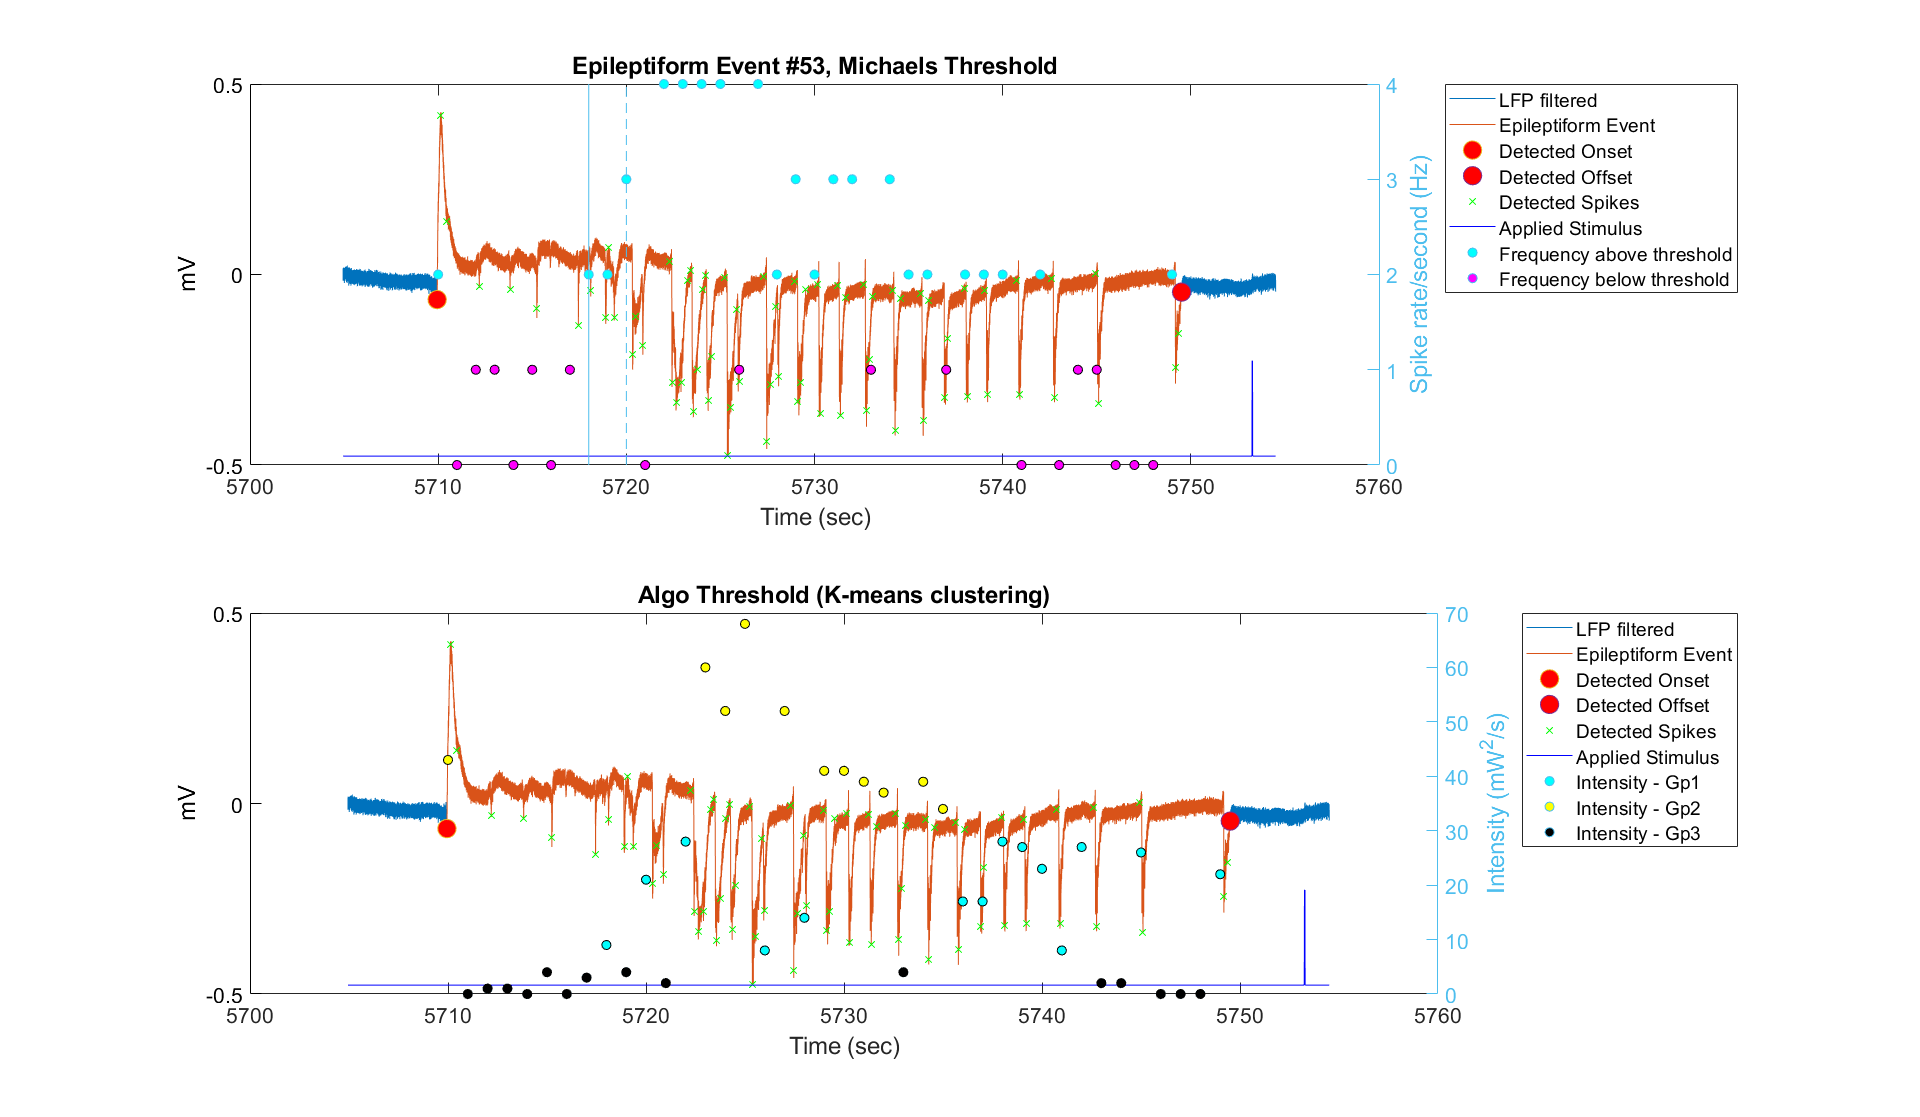 Epileptiform Event #53, Michaels Threshold
0.5
0
-0.5
mV
5700
5710
5720
5730
5740
5750
5760
Time (sec)
4
3
2
1
0
Spike rate/second (Hz)
LFP filtered
Epileptiform Event
Detected Onset
Detected Offset
Detected Spikes
Applied Stimulus
Frequency above threshold
Frequency below threshold
Algo Threshold (K-means clustering)
0.5
0
-0.5
mV
5700
5710
5720
5730
5740
5750
5760
Time (sec)
70
60
50
40
30
20
10
0
Intensity (mW²/s)
LFP filtered
Epileptiform Event
Detected Onset
Detected Offset
Detected Spikes
Applied Stimulus
Intensity - Gp1
Intensity - Gp2
Intensity - Gp3